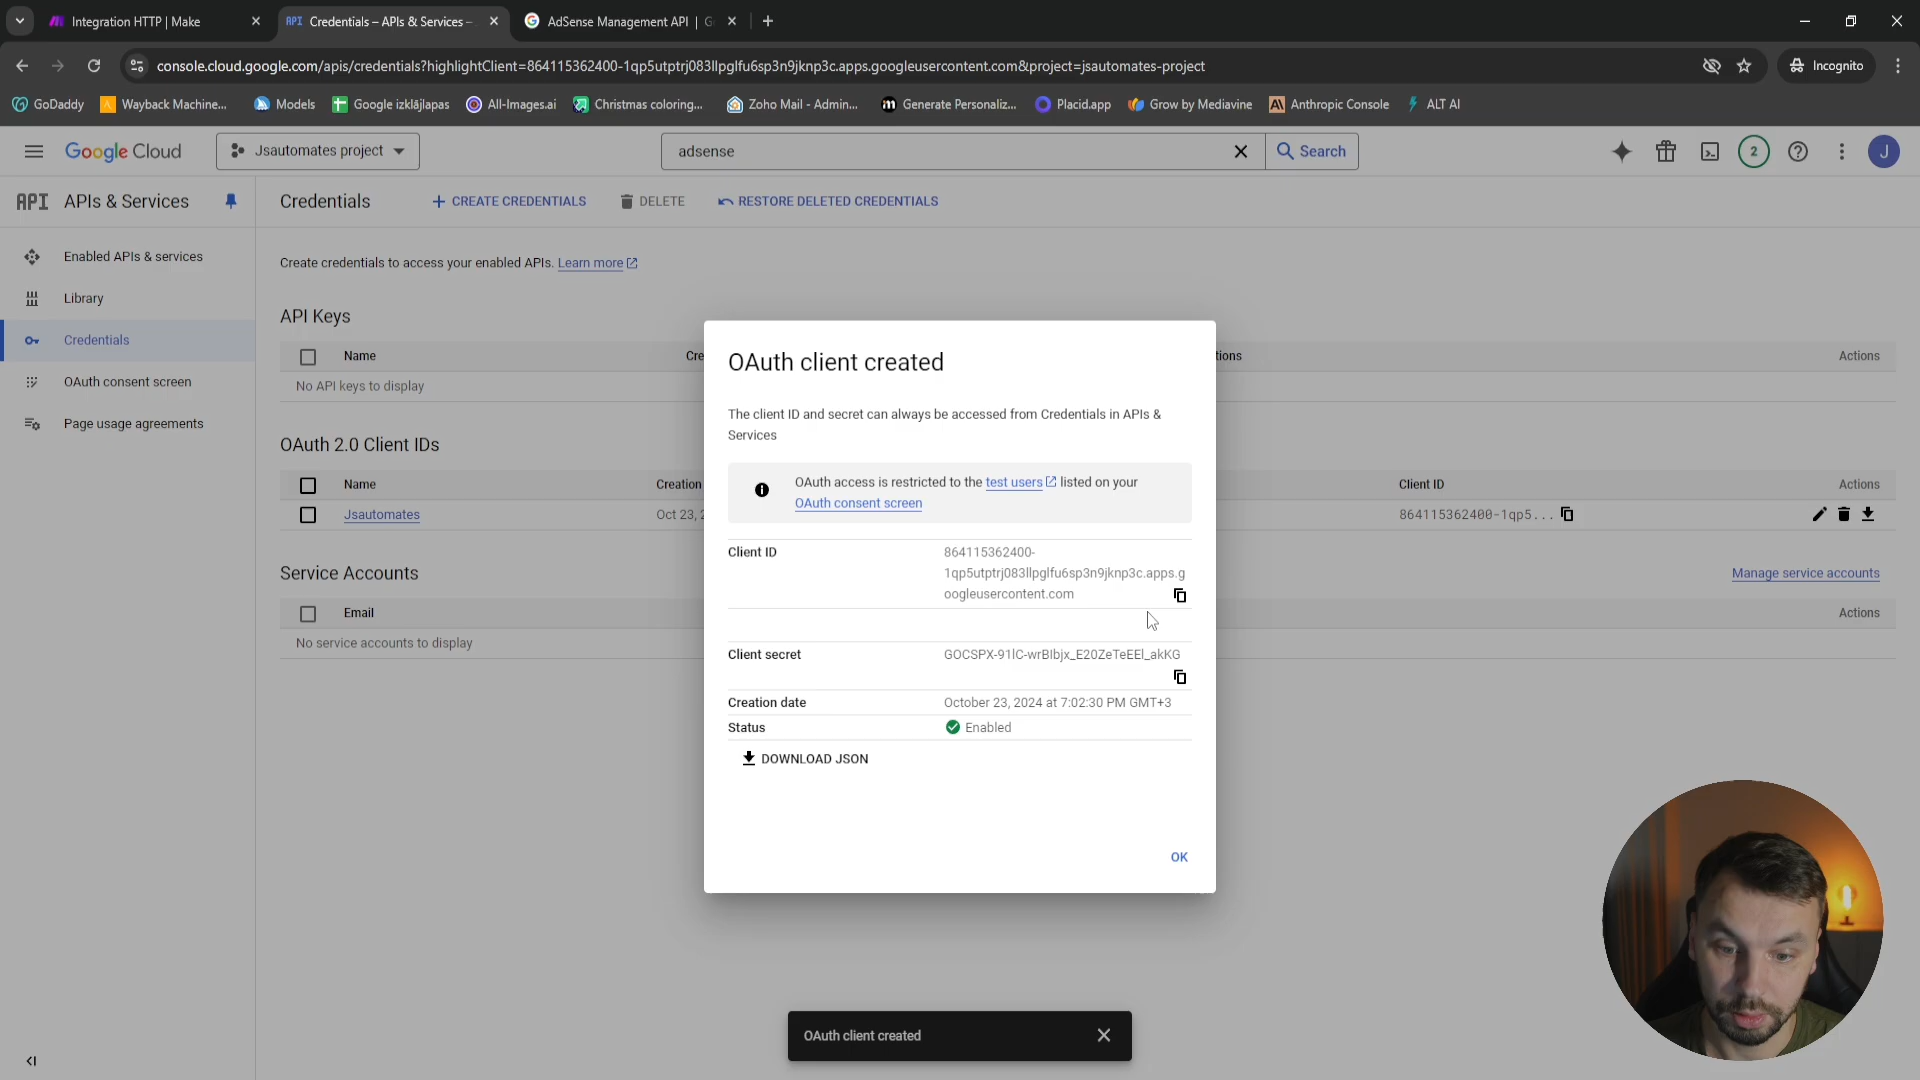 Integration HTTP | Make
API Credentials – APIs & Services –
AdSense Management API | G
console.cloud.google.com/apis/credentials?highlightClient=864115362400-1qp5utptrj083llpglfu6sp3n9jknp3c.apps.googleusercontent.com&project=jsautomates-project
Incognito
GoDaddy
Wayback Machine...
Models
Google izklājlapas
All-Images.ai
Christmas coloring...
Zoho Mail - Admin...
Generate Personaliz...
Placid.app
Grow by Mediavine
Anthropic Console
ALT AI
Google Cloud
Jsautomates project
adsense
Search
2
J
API APIs & Services
Credentials
+ CREATE CREDENTIALS
DELETE
RESTORE DELETED CREDENTIALS
Enabled APIs & services
Library
Credentials
OAuth consent screen
Page usage agreements
Create credentials to access your enabled APIs. Learn more
API Keys
Name
Cre
tions
Actions
No API keys to display
OAuth 2.0 Client IDs
Name
Creation
Client ID
Actions
Jsautomates
Oct 23, 2
864115362400-1qp5...
Service Accounts
Manage service accounts
Email
Actions
No service accounts to display
OAuth client created
The client ID and secret can always be accessed from Credentials in APIs &
Services
OAuth access is restricted to the test users listed on your
OAuth consent screen
Client ID
864115362400-
1qp5utptrj083llpglfu6sp3n9jknp3c.apps.g
oogleusercontent.com
Client secret
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
Creation date
October 23, 2024 at 7:02:30 PM GMT+3
Status
Enabled
DOWNLOAD JSON
OK
OAuth client created